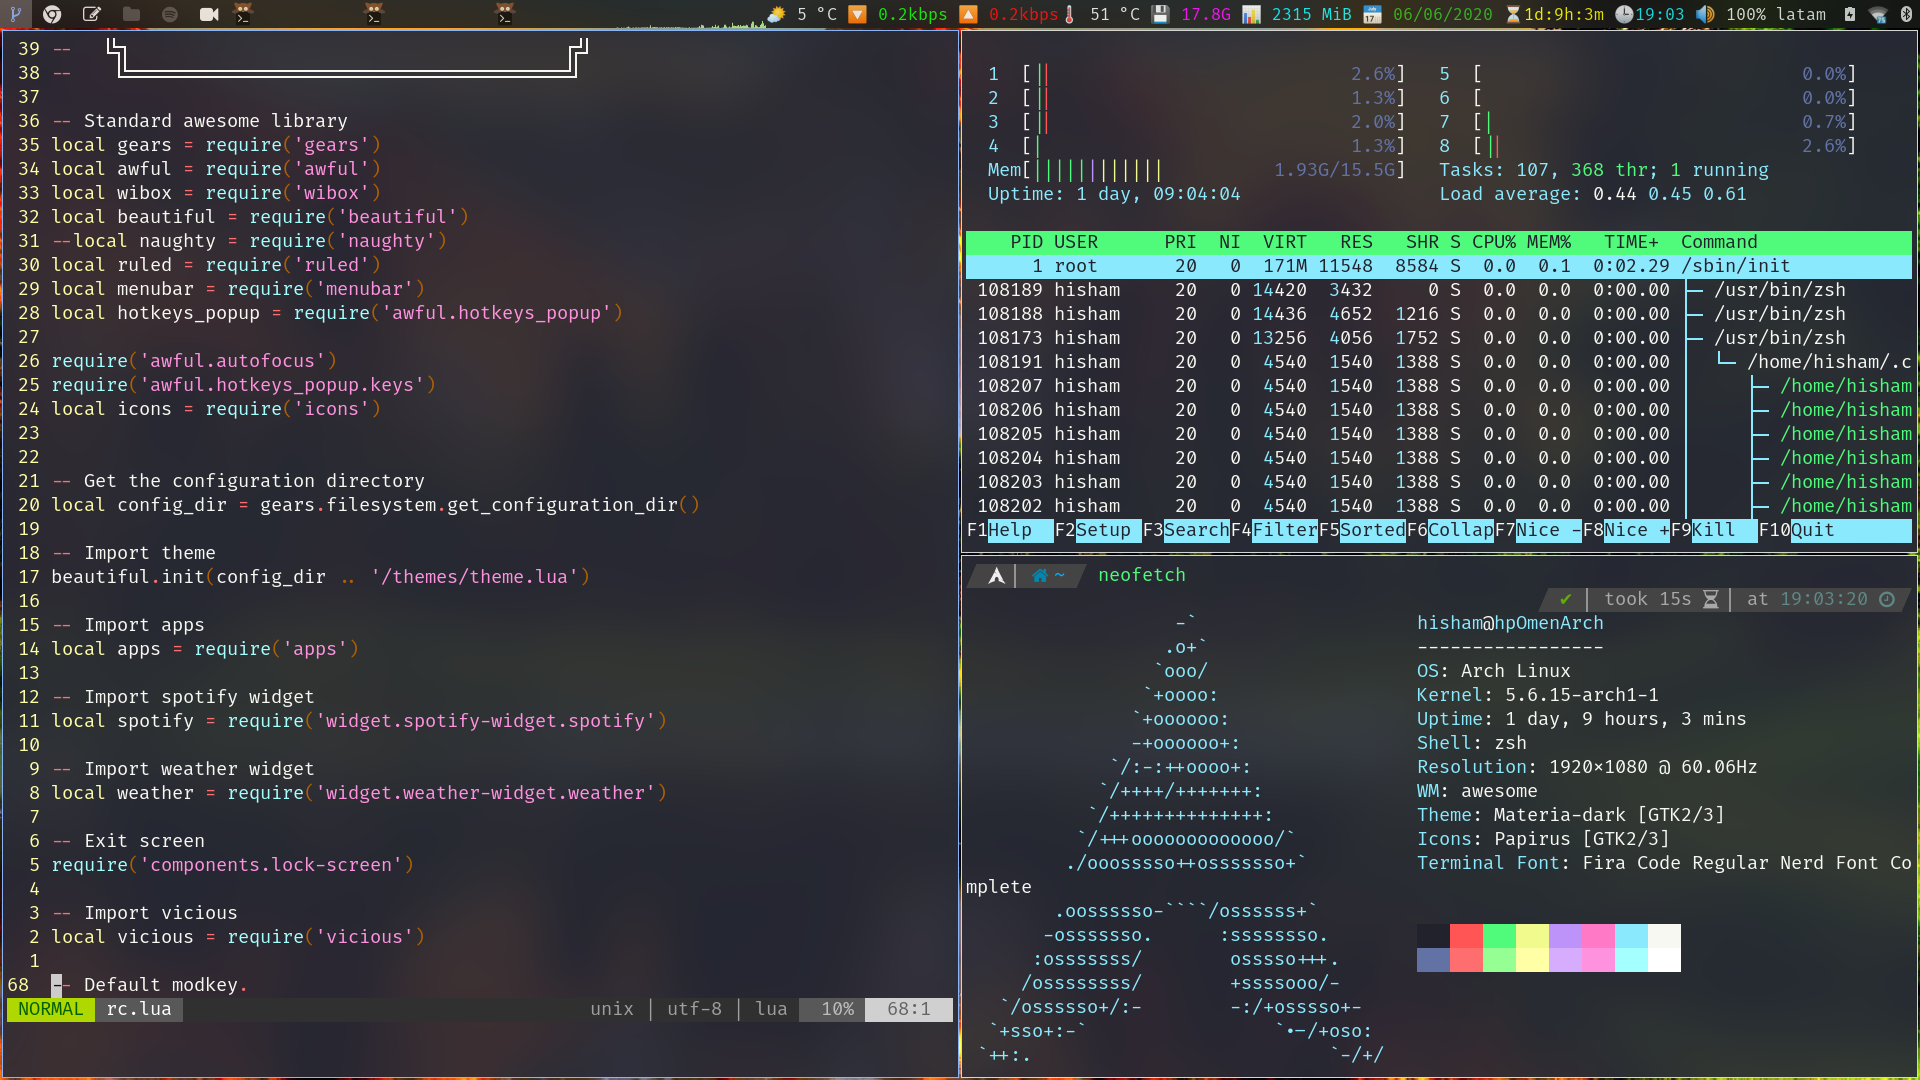 5 °C 0.2kbps 0.2kbps 51 °C 17.8G 2315 MiB 06/06/2020 1d:9h:3m 19:03 100% latam
39 --
38 --
37
36 -- Standard awesome library
35 local gears = require('gears')
34 local awful = require('awful')
33 local wibox = require('wibox')
32 local beautiful = require('beautiful')
31 --local naughty = require('naughty')
30 local ruled = require('ruled')
29 local menubar = require('menubar')
28 local hotkeys_popup = require('awful.hotkeys_popup')
27
26 require('awful.autofocus')
25 require('awful.hotkeys_popup.keys')
24 local icons = require('icons')
23
22
21 -- Get the configuration directory
20 local config_dir = gears.filesystem.get_configuration_dir()
19
18 -- Import theme
17 beautiful.init(config_dir .. '/themes/theme.lua')
16
15 -- Import apps
14 local apps = require('apps')
13
12 -- Import spotify widget
11 local spotify = require('widget.spotify-widget.spotify')
10
9 -- Import weather widget
8 local weather = require('widget.weather-widget.weather')
7
6 -- Exit screen
5 require('components.lock-screen')
4
3 -- Import vicious
2 local vicious = require('vicious')
1
68 -- Default modkey.
NORMAL rc.lua unix | utf-8 | lua 10% 68:1
1 [|| 2.6%] 5 [ 0.0%]
2 [|| 1.3%] 6 [ 0.0%]
3 [|| 2.0%] 7 [| 0.7%]
4 [| 1.3%] 8 [|| 2.6%]
Mem[|||||||||||| 1.93G/15.5G] Tasks: 107, 368 thr; 1 running
Uptime: 1 day, 09:04:04 Load average: 0.44 0.45 0.61
PID USER PRI NI VIRT RES SHR S CPU% MEM% TIME+ Command
1 root 20 0 171M 11548 8584 S 0.0 0.1 0:02.29 /sbin/init
108189 hisham 20 0 14420 3432 0 S 0.0 0.0 0:00.00 ├─ /usr/bin/zsh
108188 hisham 20 0 14436 4652 1216 S 0.0 0.0 0:00.00 ├─ /usr/bin/zsh
108173 hisham 20 0 13256 4056 1752 S 0.0 0.0 0:00.00 ├─ /usr/bin/zsh
108191 hisham 20 0 4540 1540 1388 S 0.0 0.0 0:00.00 │ └─ /home/hisham/.c
108207 hisham 20 0 4540 1540 1388 S 0.0 0.0 0:00.00 │ ├─ /home/hisham
108206 hisham 20 0 4540 1540 1388 S 0.0 0.0 0:00.00 │ ├─ /home/hisham
108205 hisham 20 0 4540 1540 1388 S 0.0 0.0 0:00.00 │ ├─ /home/hisham
108204 hisham 20 0 4540 1540 1388 S 0.0 0.0 0:00.00 │ ├─ /home/hisham
108203 hisham 20 0 4540 1540 1388 S 0.0 0.0 0:00.00 │ ├─ /home/hisham
108202 hisham 20 0 4540 1540 1388 S 0.0 0.0 0:00.00 │ ├─ /home/hisham
F1Help F2Setup F3SearchF4FilterF5SortedF6CollapF7Nice -F8Nice +F9Kill F10Quit
~ neofetch
✔ | took 15s | at 19:03:20
-` hisham@hpOmenArch
.o+` -----------------
`ooo/ OS: Arch Linux
`+oooo: Kernel: 5.6.15-arch1-1
`+oooooo: Uptime: 1 day, 9 hours, 3 mins
-+oooooo+: Shell: zsh
`/:-:++oooo+: Resolution: 1920×1080 @ 60.06Hz
`/++++/+++++++: WM: awesome
`/++++++++++++++: Theme: Materia-dark [GTK2/3]
`/+++ooooooooooooo/` Icons: Papirus [GTK2/3]
./ooosssso++osssssso+` Terminal Font: Fira Code Regular Nerd Font Co
mplete
.oossssso-````/ossssss+`
-osssssso. :ssssssso.
:osssssss/ osssso+++.
/ossssssss/ +ssssooo/-
`/ossssso+/:- -:/+osssso+-
`+sso+:-` `.-/+oso:
`++:. `-/+/